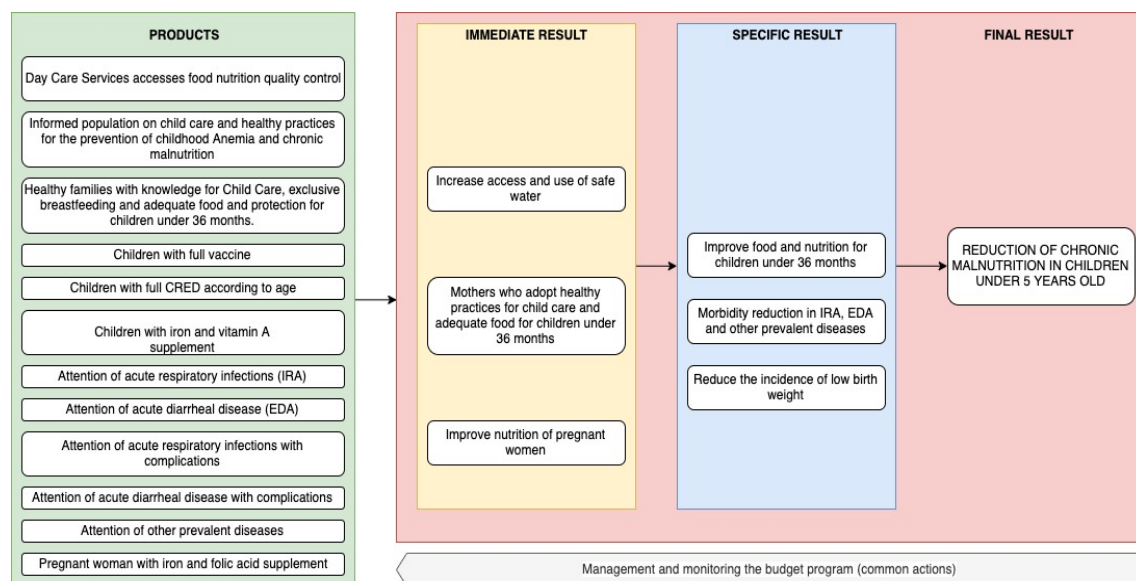 PRODUCTS
Day Care Services accesses food nutrition quality control
Informed population on child care and healthy practices
for the prevention of childhood Anemia and chronic
malnutrition
Healthy families with knowledge for Child Care, exclusive
breastfeeding and adequate food and protection for
children under 36 months.
Children with full vaccine
Children with full CRED according to age
Children with iron and vitamin A
supplement
Attention of acute respiratory infections (IRA)
Attention of acute diarrheal disease (EDA)
Attention of acute respiratory infections with
complications
Attention of acute diarrheal disease with complications
Attention of other prevalent diseases
Pregnant woman with iron and folic acid supplement
IMMEDIATE RESULT
Increase access and use of safe
water
Mothers who adopt healthy
practices for child care and
adequate food for children under
36 months
Improve nutrition of pregnant
women
SPECIFIC RESULT
Improve food and nutrition for
children under 36 months
Morbidity reduction in IRA, EDA
and other prevalent diseases
Reduce the incidence of low birth
weight
FINAL RESULT
REDUCTION OF CHRONIC
MALNUTRITION IN CHILDREN
UNDER 5 YEARS OLD
Management and monitoring the budget program (common actions)